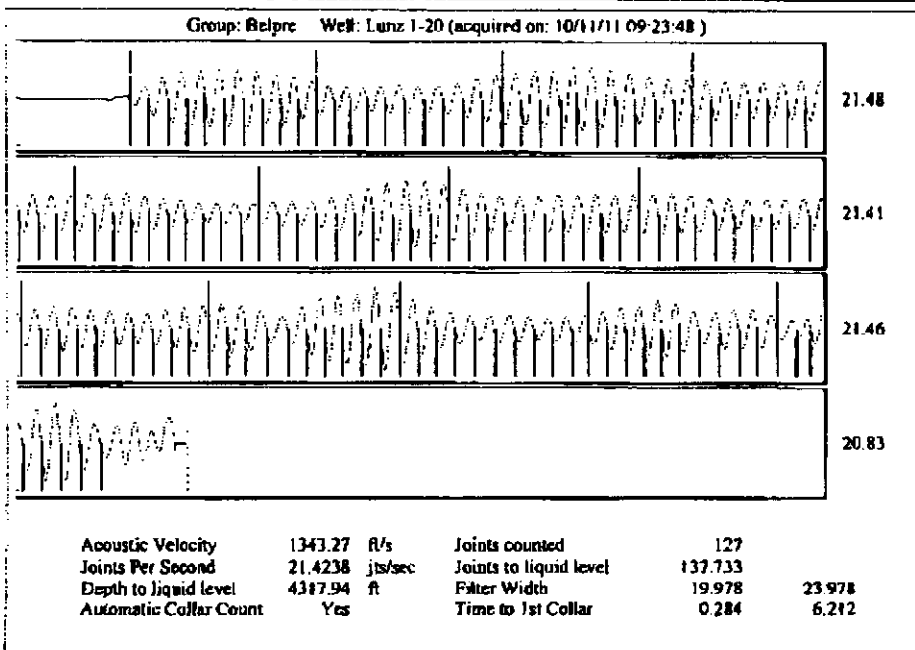 Group: Belpre Well: Lunz 1-20 (acquired on: 10/11/11 09:23:48 )
21.48
21.41
21.46
20.83
Acoustic Velocity 1343.27 ft/s Joints counted 127
Joints Per Second 21.4238 jts/sec Joints to liquid level 137.733
Depth to liquid level ft Filter Width 19.978 23.978
Automatic Collar Count Yes Time to 1st Collar 0.284 6.212